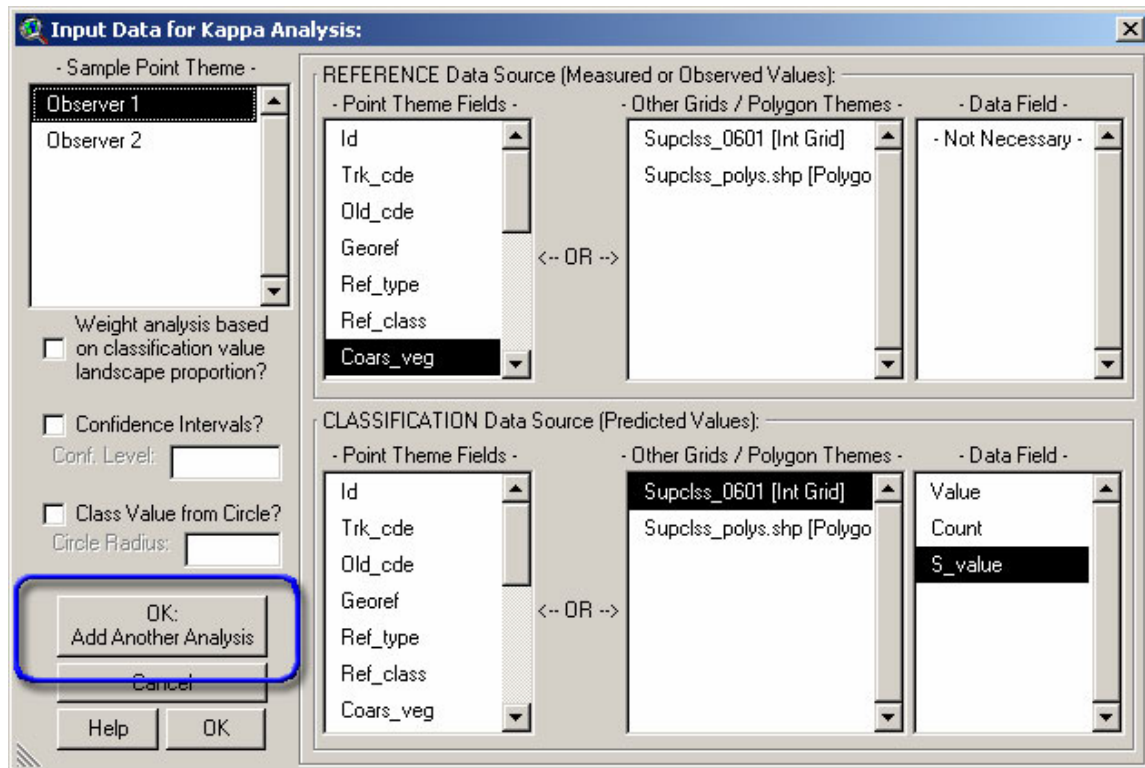 Input Data for Kappa Analysis:
- Sample Point Theme -
Observer 1
Observer 2
Weight analysis based
on classification value
landscape proportion?
Confidence Intervals?
Conf. Level:
Class Value from Circle?
Circle Radius:
OK:
Add Another Analysis
Cancel
Help
OK
REFERENCE Data Source (Measured or Observed Values):
- Point Theme Fields -
Id
Trk_cde
Old_cde
Georef
Ref_type
Ref_class
Coars_veg
<-- OR -->
- Other Grids / Polygon Themes -
Supclss_0601 [Int Grid]
Supclss_polys.shp [Polygo
- Data Field -
- Not Necessary -
CLASSIFICATION Data Source (Predicted Values):
- Point Theme Fields -
Id
Trk_cde
Old_cde
Georef
Ref_type
Ref_class
Coars_veg
<-- OR -->
- Other Grids / Polygon Themes -
Supclss_0601 [Int Grid]
Supclss_polys.shp [Polygo
- Data Field -
Value
Count
S_value